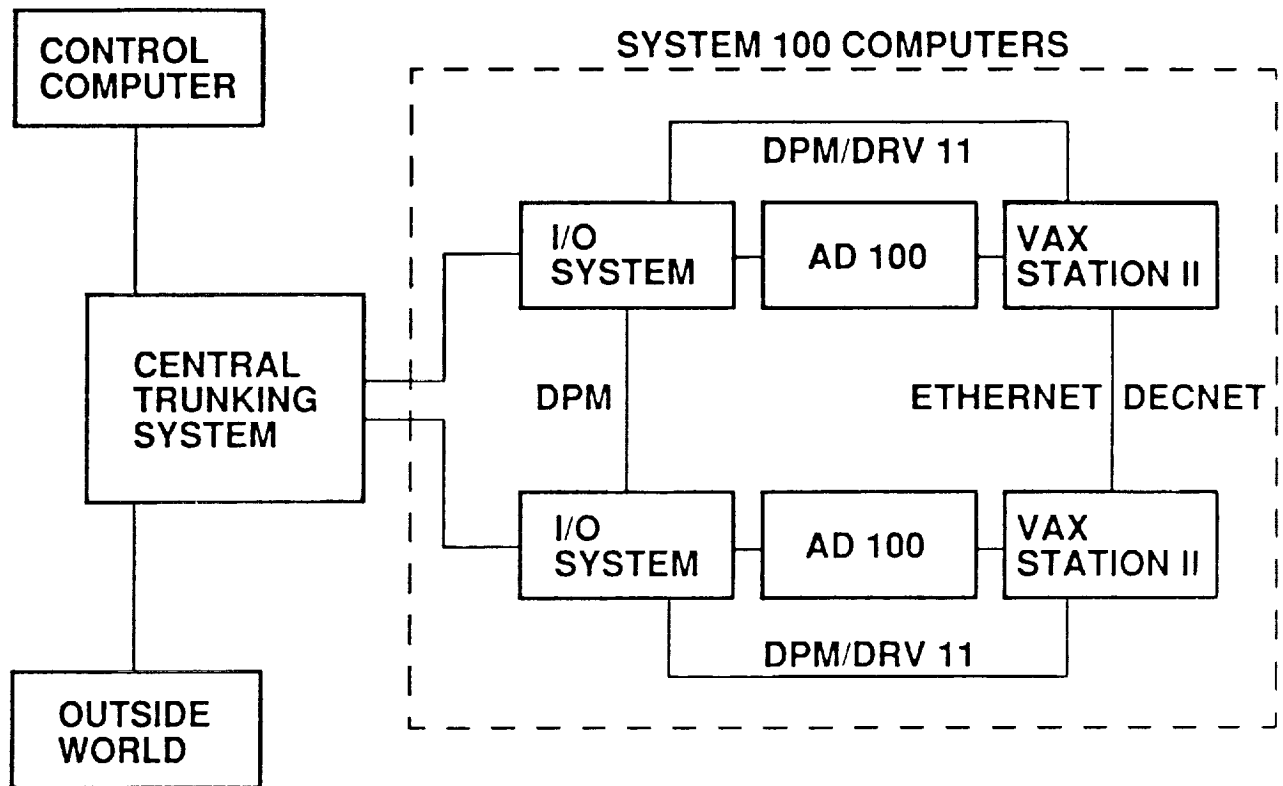 CONTROL
COMPUTER
SYSTEM 100 COMPUTERS
DPM/DRV 11
I/O
SYSTEM
AD 100
VAX
STATION II
CENTRAL
TRUNKING
SYSTEM
DPM
ETHERNET DECNET
I/O
SYSTEM
AD 100
VAX
STATION II
DPM/DRV 11
OUTSIDE
WORLD